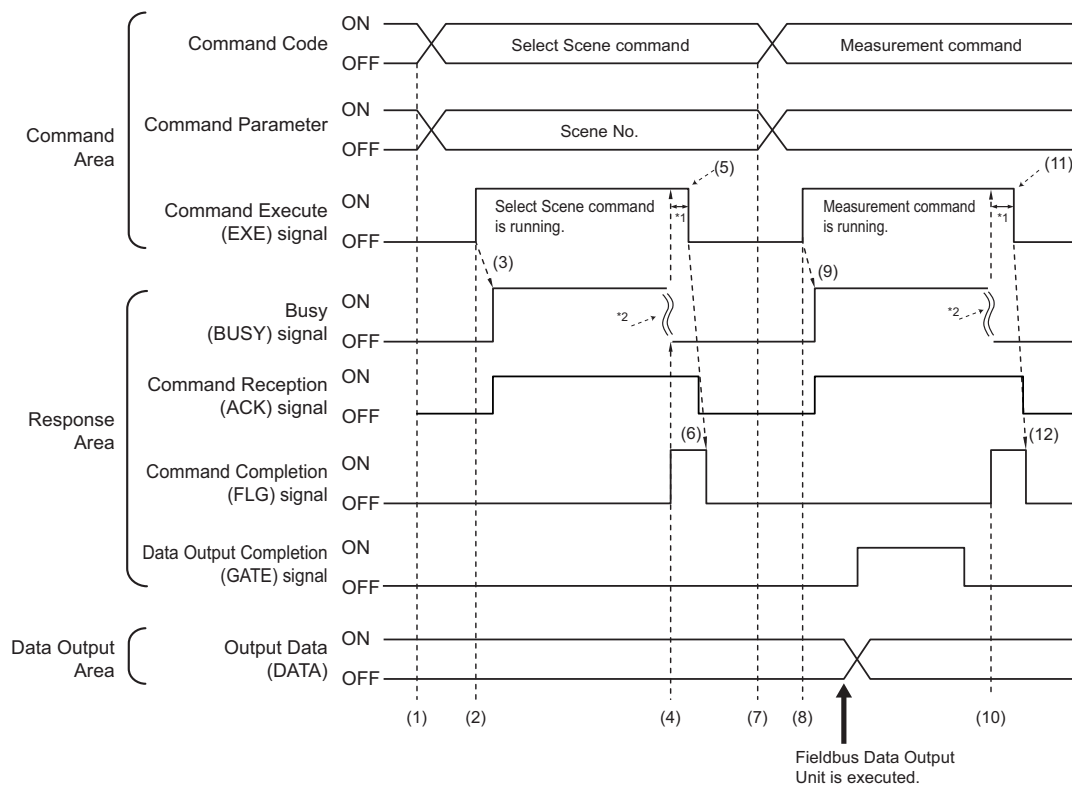 Command
Area
Command Code
ON
OFF
Select Scene command
Measurement command
Command Parameter
ON
OFF
Scene No.
Command Execute
(EXE) signal
ON
OFF
Select Scene command
is running.
*1
(5)
Measurement command
is running.
*1
(11)
Response
Area
Busy
(BUSY) signal
ON
OFF
(3)
*2
(9)
*2
Command Reception
(ACK) signal
ON
OFF
Command Completion
(FLG) signal
ON
OFF
(6)
(12)
Data Output Completion
(GATE) signal
ON
OFF
Data Output
Area
Output Data
(DATA)
ON
OFF
(1)
(2)
(4)
(7)
(8)
(10)
Fieldbus Data Output
Unit is executed.